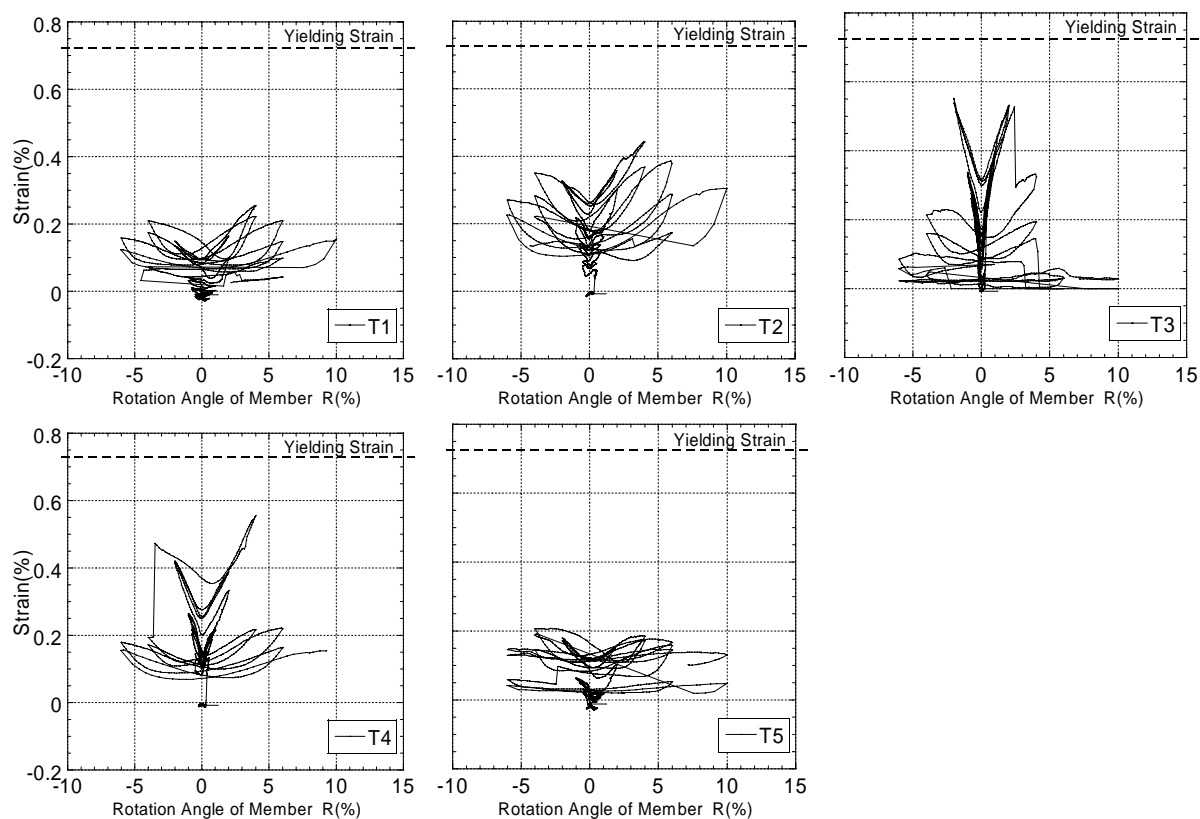 0.8
Yielding Strain
Yielding Strain
Yielding Strain
0.6
0.4
Strain(%)
0.2
0
T1
T2
T3
-0.2
-10 -5 0 5 10 15
-10 -5 0 5 10 15
-10 -5 0 5 10 15
Rotation Angle of Member R(%)
Rotation Angle of Member R(%)
Rotation Angle of Member R(%)
0.8
Yielding Strain
Yielding Strain
0.6
0.4
Strain(%)
0.2
0
T4
T5
-0.2
-10 -5 0 5 10 15
-10 -5 0 5 10 15
Rotation Angle of Member R(%)
Rotation Angle of Member R(%)